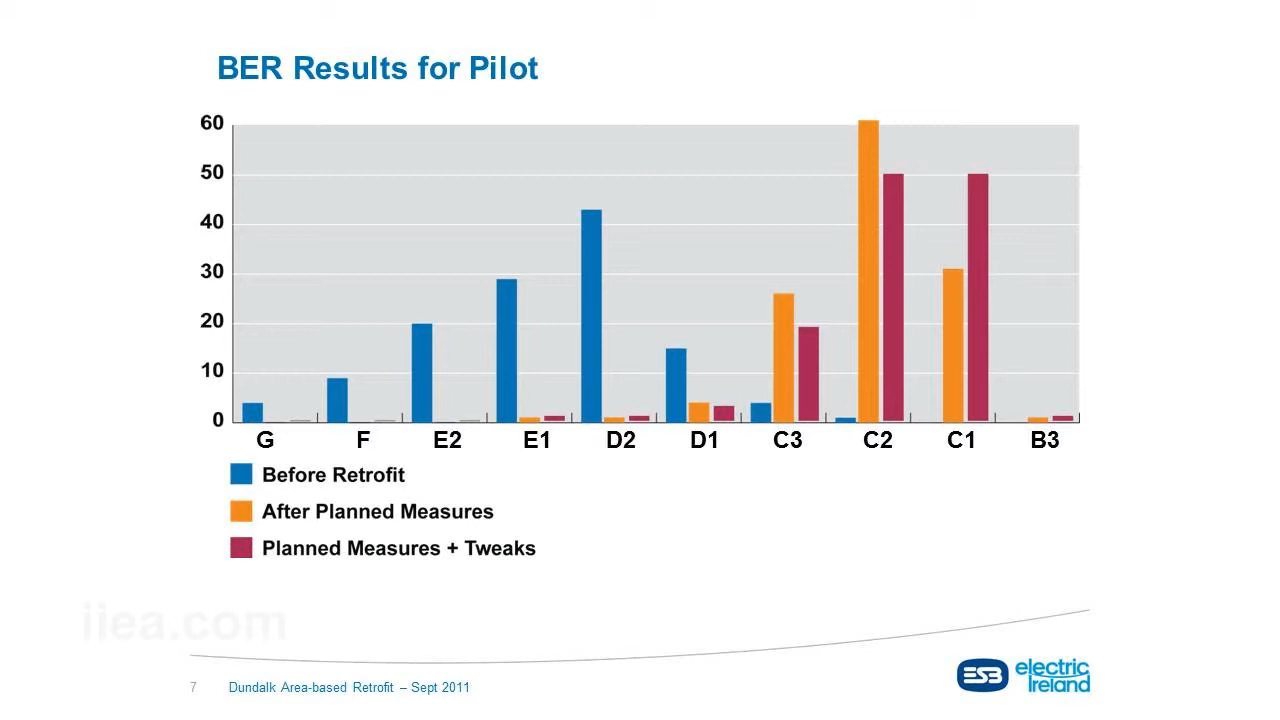 BER Results for Pilot
60
50
40
30
20
10
0
G F E2 E1 D2 D1 C3 C2 C1 B3
Before Retrofit
After Planned Measures
Planned Measures + Tweaks
iiea.com
7 Dundalk Area-based Retrofit – Sept 2011
ESB electric
Ireland